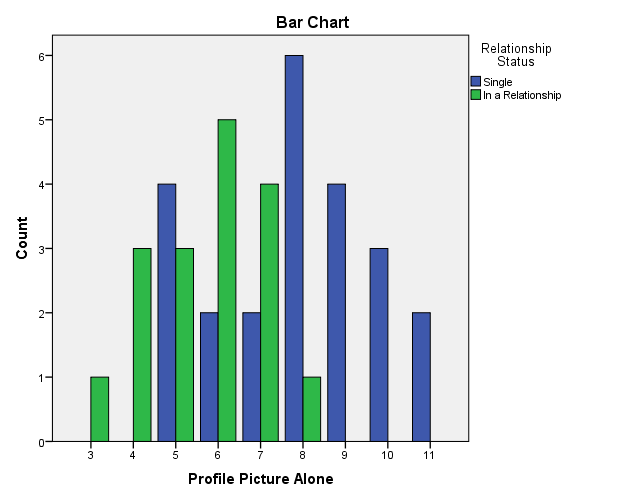 Bar Chart
Relationship
Status
Single
In a Relationship
6
5
4
3
2
1
0
Count
3 4 5 6 7 8 9 10 11
Profile Picture Alone